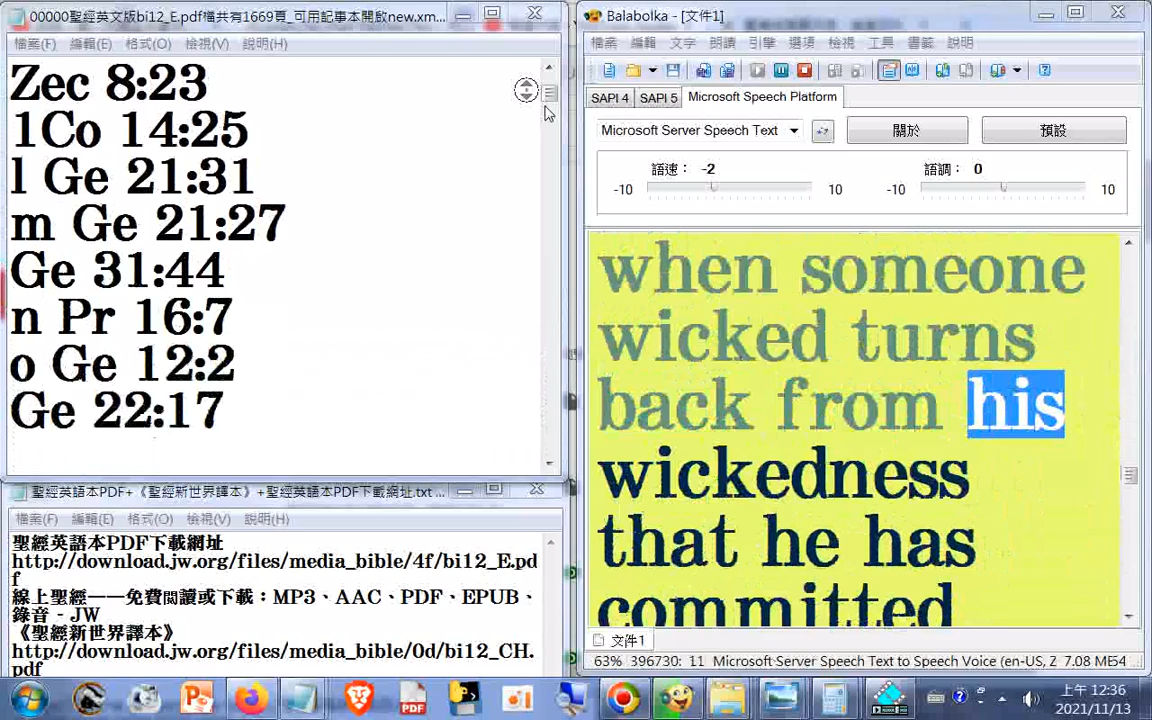 00000聖經英文版bi12_E.pdf檔共有1669頁_可用記事本開啟new.xm...
檔案(F) 編輯(E) 格式(O) 檢視(V) 說明(H)
Zec 8:23
1Co 14:25
l Ge 21:31
m Ge 21:27
Ge 31:44
n Pr 16:7
o Ge 12:2
Ge 22:17
聖經英語本PDF+《聖經新世界譯本》+聖經英語本PDF下載網址.txt ...
檔案(F) 編輯(E) 格式(O) 檢視(V) 說明(H)
聖經英語本PDF下載網址
http://download.jw.org/files/media_bible/4f/bi12_E.pd
f
線上聖經——免費閱讀或下載：MP3、AAC、PDF、EPUB、
錄音 - JW
《聖經新世界譯本》
http://download.jw.org/files/media_bible/0d/bi12_CH.
pdf
Balabolka - [文件1]
檔案 編輯 文字 朗讀 引擎 選項 檢視 工具 書籤 說明
SAPI 4 SAPI 5 Microsoft Speech Platform
Microsoft Server Speech Text 關於 預設
語速： -2 語調： 0
-10 10 -10 10
when someone
wicked turns
back from his
wickedness
that he has
committed
文件1
63% 396730: 11 Microsoft Server Speech Text to Speech Voice (en-US, Z 7.08 ME54
PDF
上午 12:36
2021/11/13